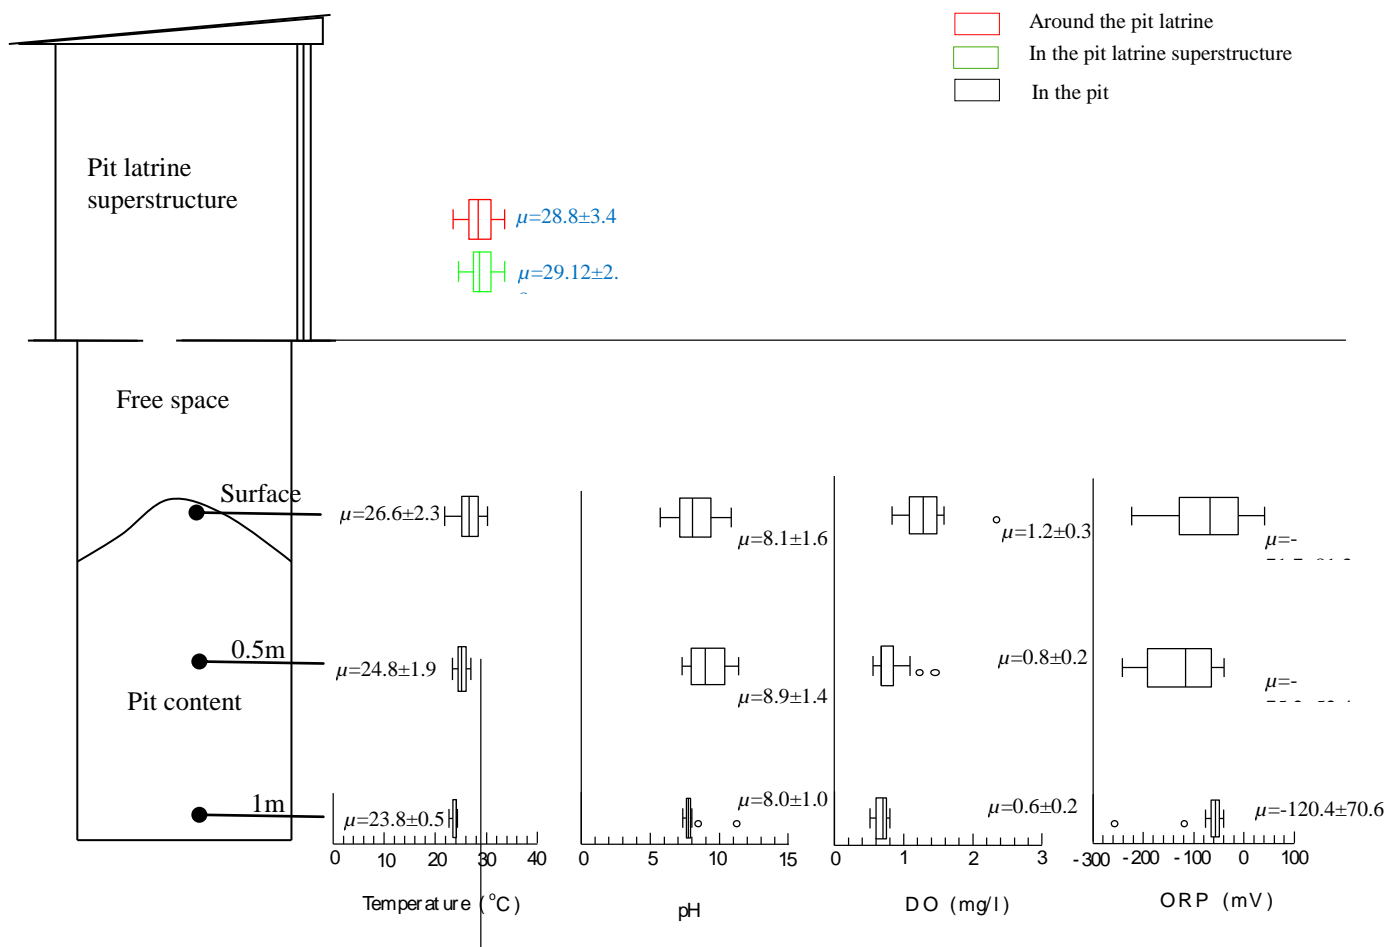 Around the pit latrine
In the pit latrine superstructure
In the pit
Pit latrine
superstructure
μ=28.8±3.4
μ=29.12±2.
Free space
Surface
μ=26.6±2.3
μ=8.1±1.6
μ=1.2±0.3
μ=-
0.5m
μ=24.8±1.9
μ=8.9±1.4
μ=0.8±0.2
μ=-
Pit content
1m
μ=23.8±0.5
μ=8.0±1.0
μ=0.6±0.2
μ=-120.4±70.6
0 10 20 30 40
0 5 10 15
0 1 2 3
-300 -200 -100 0 100
Temperature (°C)
pH
DO (mg/l)
ORP (mV)